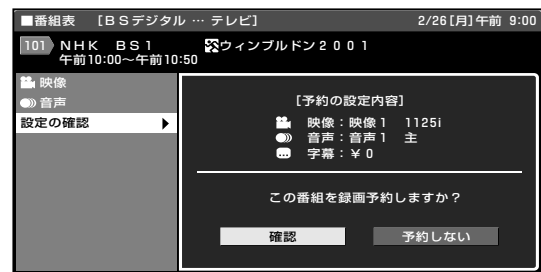 ■番組表 [BSデジタル … テレビ] 2/26[月]午前 9:00
101 NHK BS1 ウィンブルドン2001
午前10:00~午前10:50
映像
音声
設定の確認 ▶
[予約の設定内容]
映像:映像1 1125i
音声:音声1 主
字幕:¥0
この番組を録画予約しますか?
確認 予約しない